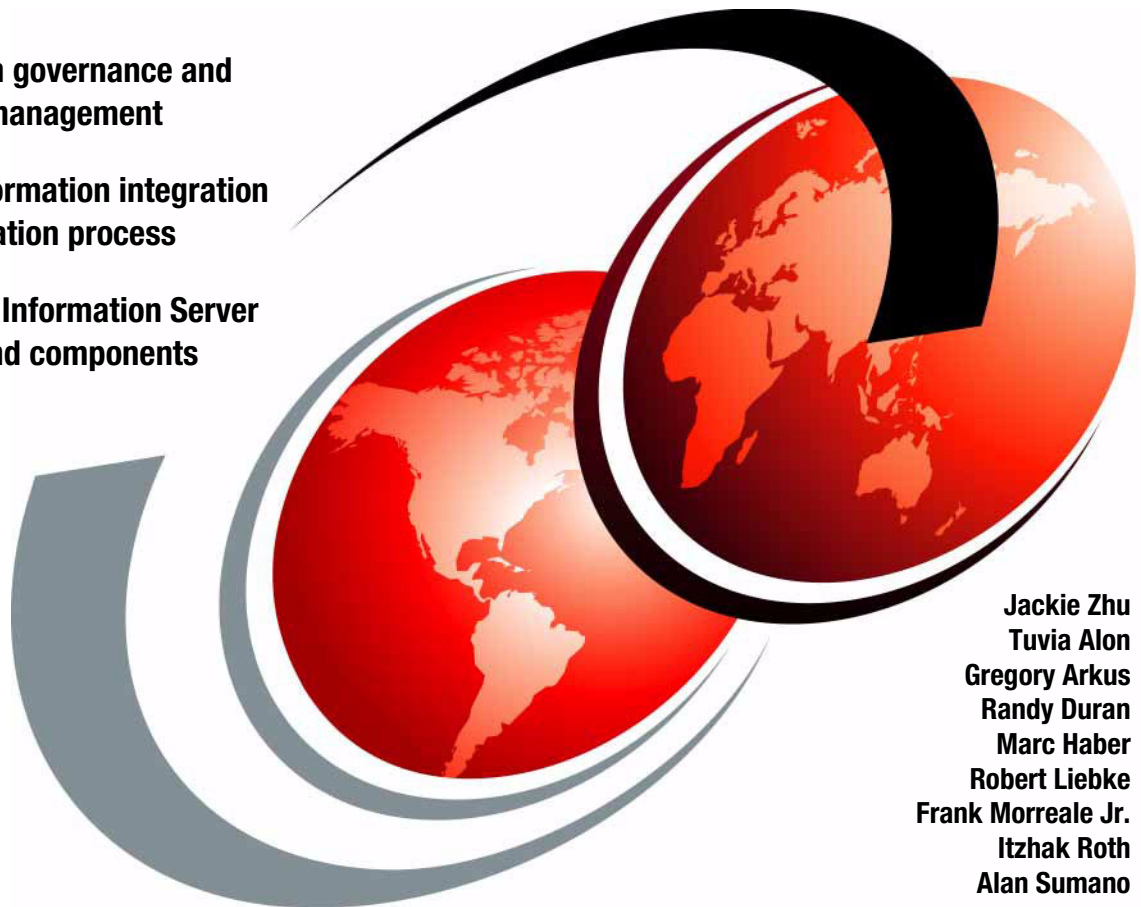 governance and
management
ormation integration
ation process
Information Server
nd components
Jackie Zhu
Tuvia Alon
Gregory Arkus
Randy Duran
Marc Haber
Robert Liebke
Frank Morreale Jr.
Itzhak Roth
Alan Sumano